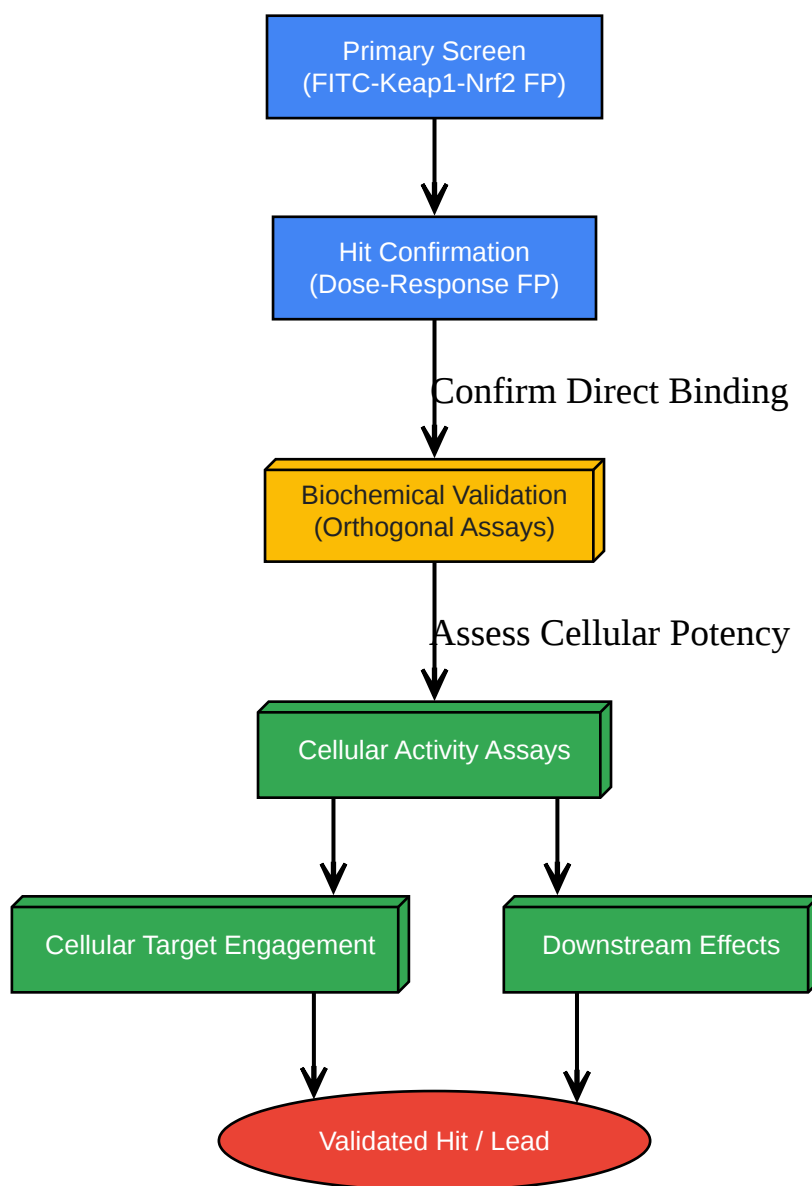 Primary Screen
(FITC-Keap1-Nrf2 FP)
Hit Confirmation
(Dose-Response FP)
Confirm Direct Binding
Biochemical Validation
(Orthogonal Assays)
Assess Cellular Potency
Cellular Activity Assays
Cellular Target Engagement
Downstream Effects
Validated Hit / Lead